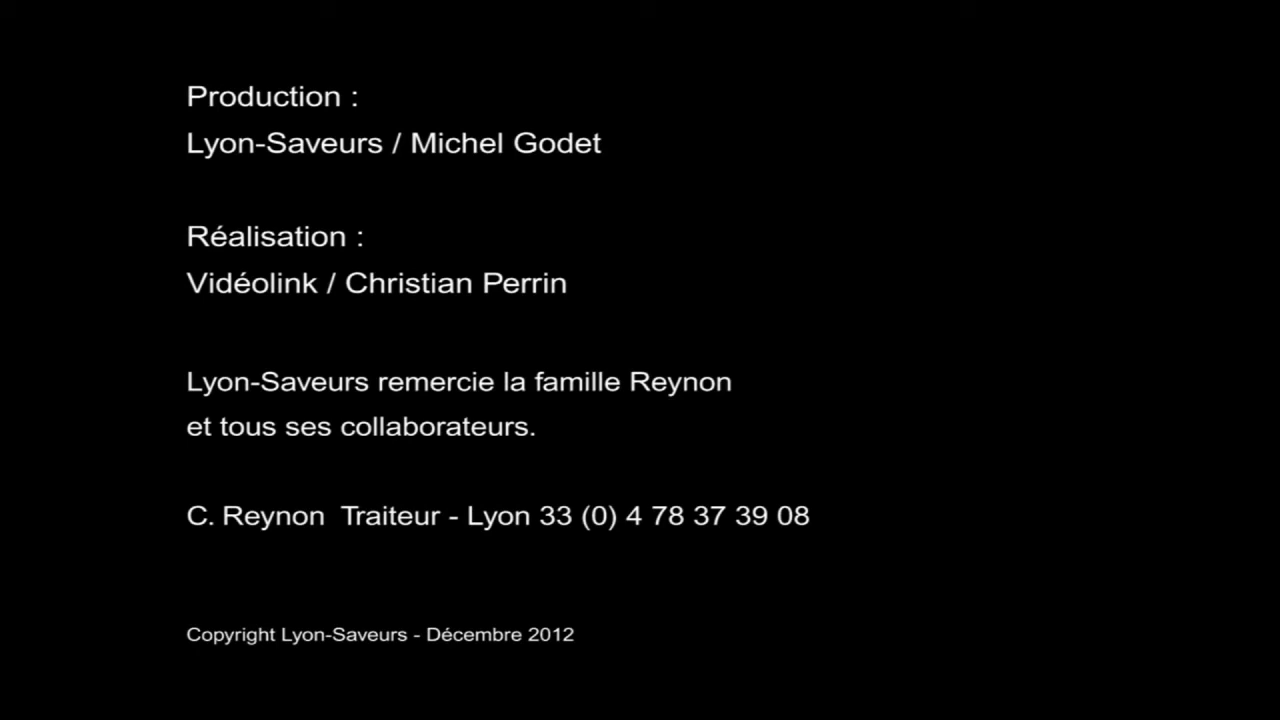 Production :
Lyon-Saveurs / Michel Godet
Réalisation :
Vidéolink / Christian Perrin
Lyon-Saveurs remercie la famille Reynon
et tous ses collaborateurs.
C. Reynon  Traiteur - Lyon 33 (0) 4 78 37 39 08
Copyright Lyon-Saveurs - Décembre 2012